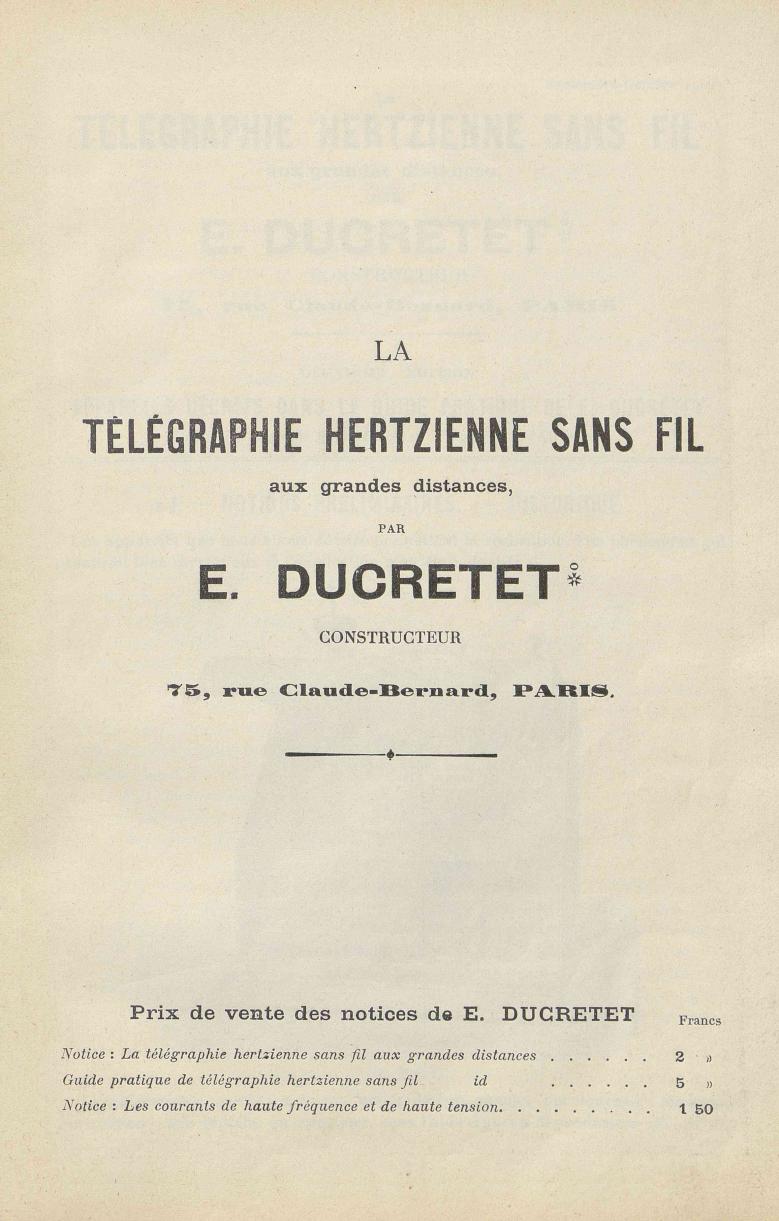 LA
TÉLÉGRAPHIE HERTZIENNE SANS FIL
aux grandes distances,
PAR
E. DUCRETET
CONSTRUCTEUR
75, rue Claude-Bernard, PARIS.
Prix de vente des notices de E. DUCRETET Francs
Notice : La télégraphie hertzienne sans fil aux grandes distances . . . . . . 2 »
Guide pratique de télégraphie hertzienne sans fil id . . . . . . 5 »
Notice : Les courants de haute fréquence et de haute tension. . . . . . . . . 1 50